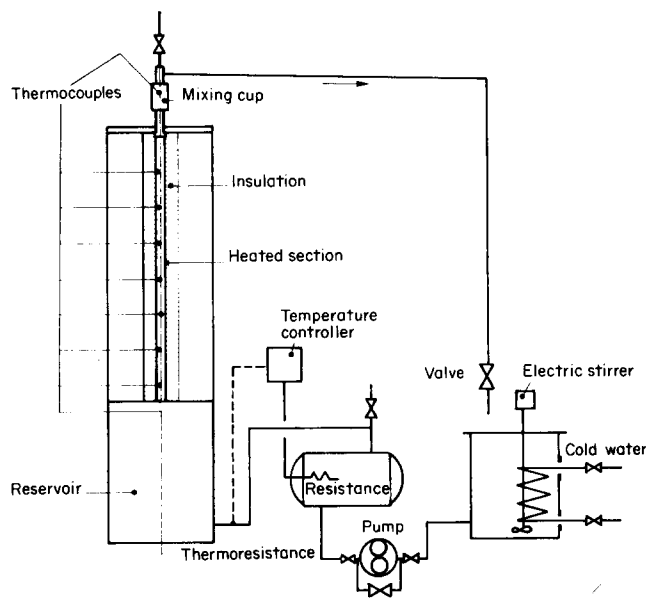 Thermocouples
Mixing cup
Insulation
Heated section
Temperature
controller
Valve
Electric stirrer
Cold water
Reservoir
Resistance
Pump
Thermoresistance